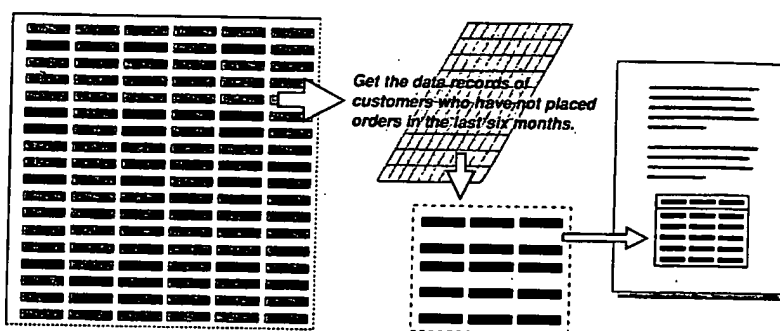 Get the data records of
customers who have not placed
orders in the last six months.